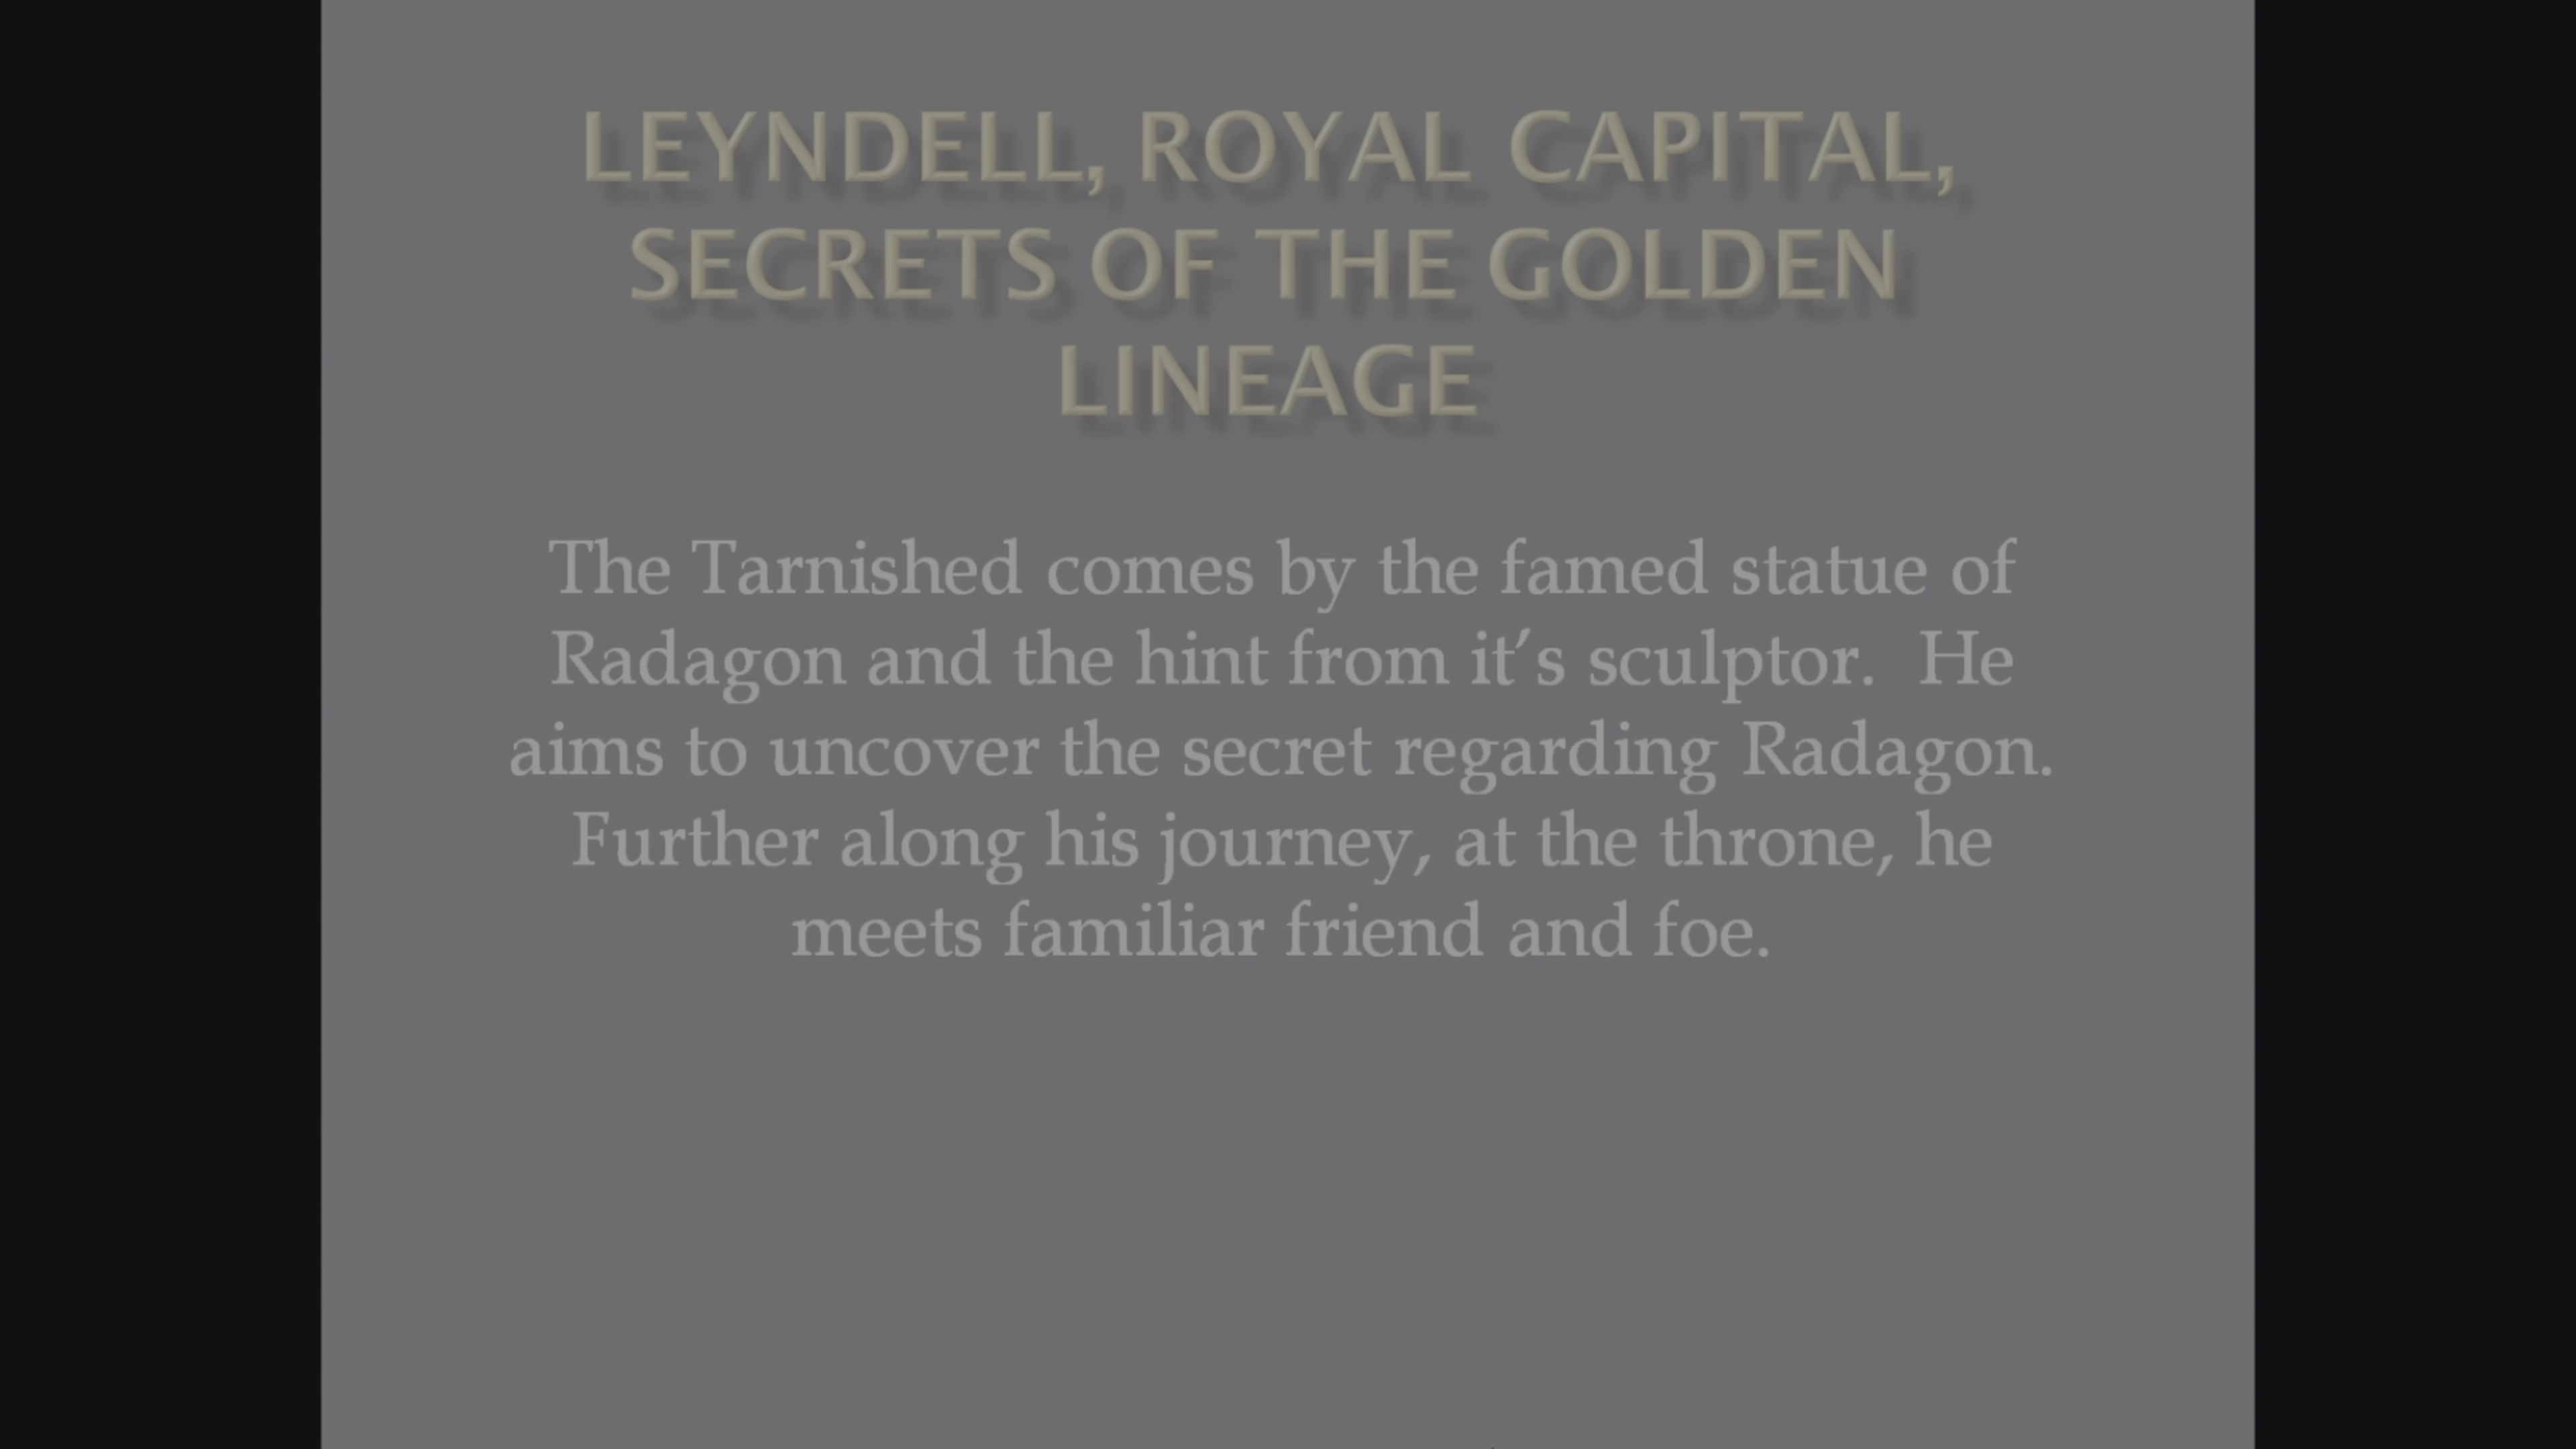 LEYNDELL, ROYAL CAPITAL,
SECRETS OF THE GOLDEN
LINEAGE
The Tarnished comes by the famed statue of
Radagon and the hint from it’s sculptor.  He
aims to uncover the secret regarding Radagon.
Further along his journey, at the throne, he
meets familiar friend and foe.